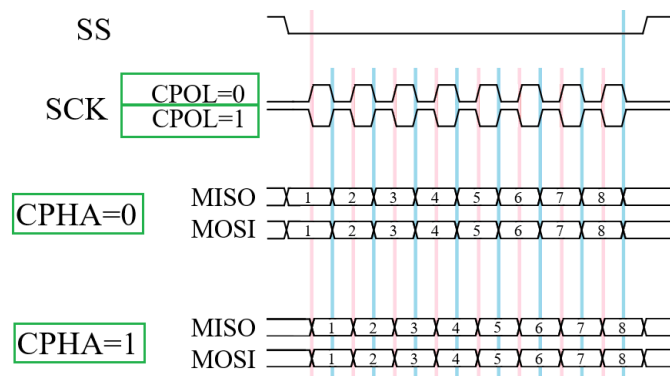 SS
CPOL=0
SCK
CPOL=1
MISO 1 2 3 4 5 6 7 8
CPHA=0
MOSI 1 2 3 4 5 6 7 8
MISO 1 2 3 4 5 6 7 8
CPHA=1
MOSI 1 2 3 4 5 6 7 8